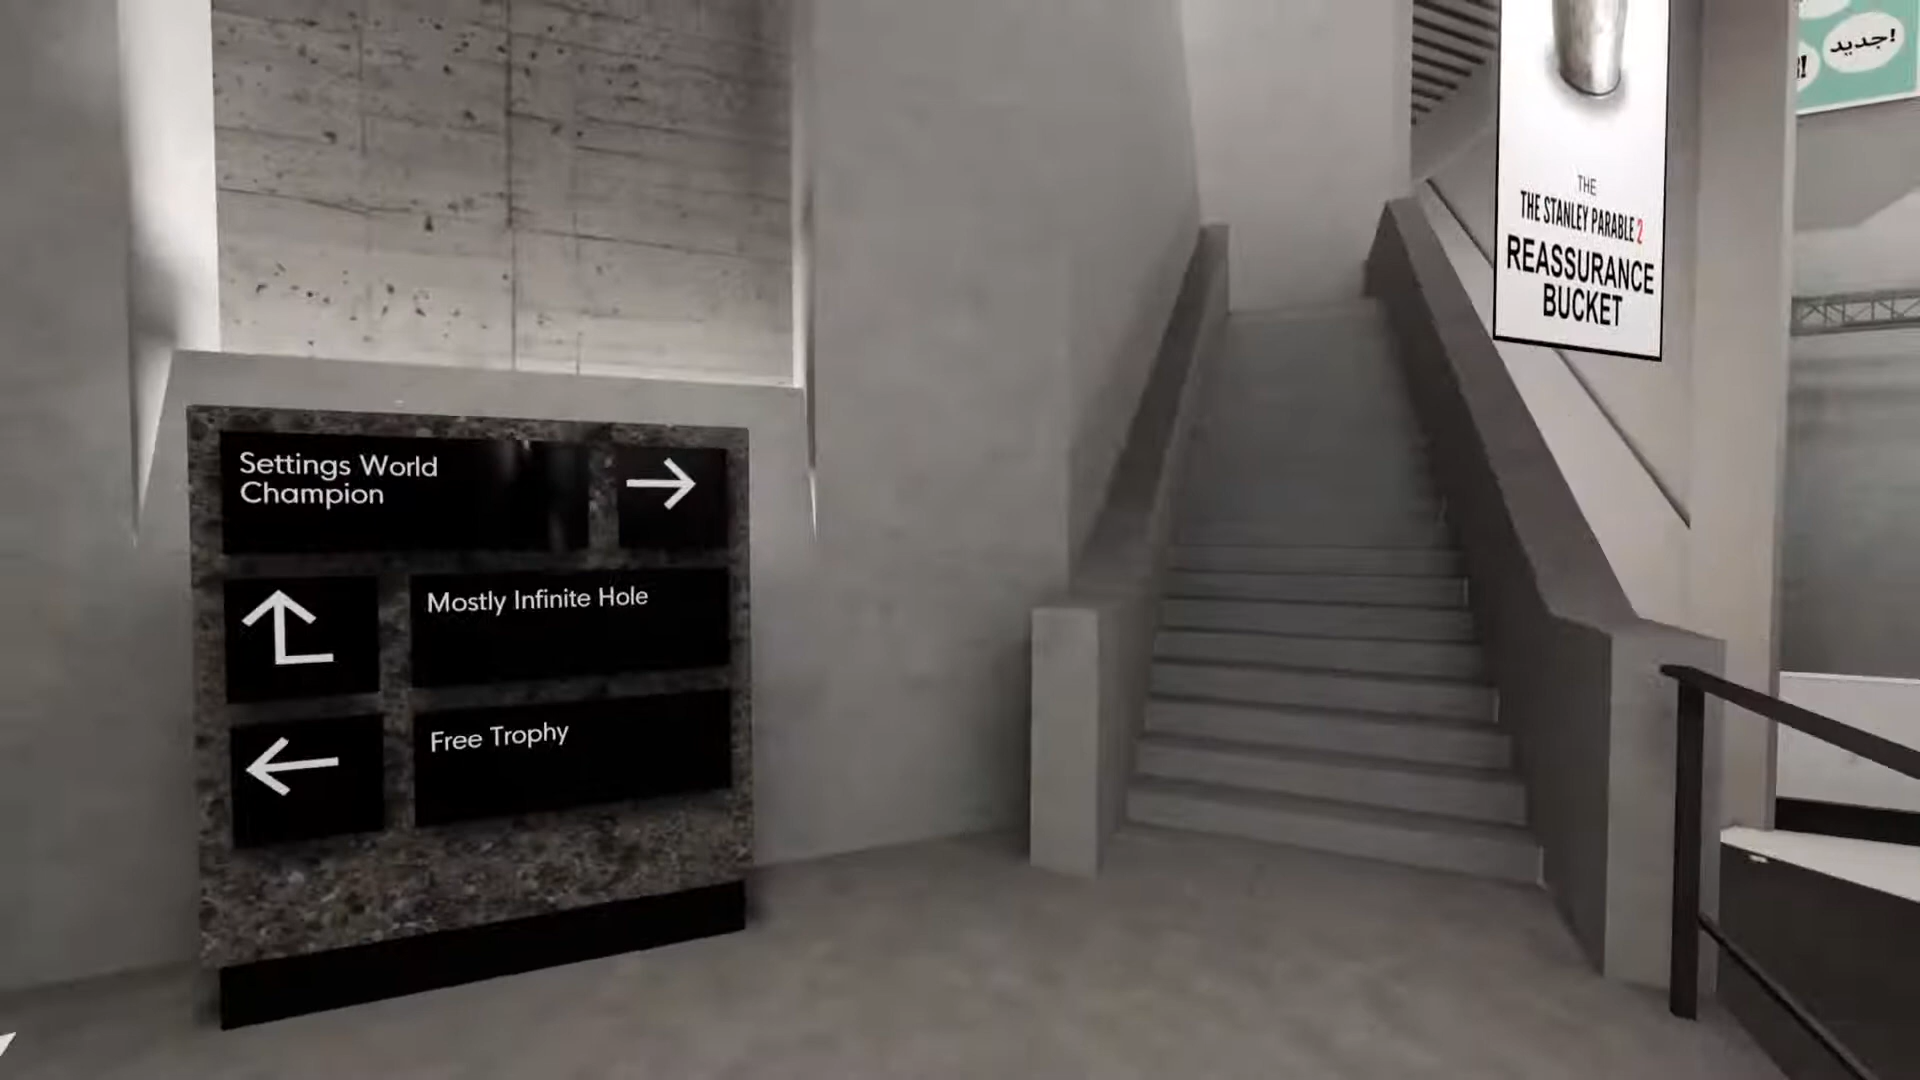 Settings World
Champion
Mostly Infinite Hole
Free Trophy
THE
THE STANLEY PARABLE 2
REASSURANCE
BUCKET
جديد!